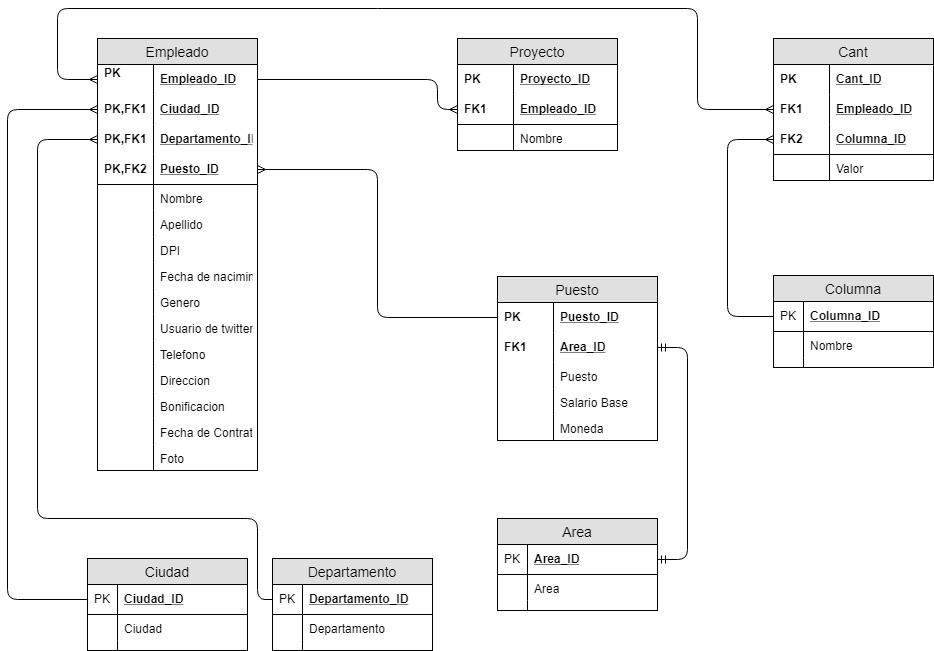 Empleado
PK Empleado_ID
PK,FK1 Ciudad_ID
PK,FK1 Departamento_I
PK,FK2 Puesto_ID
Nombre
Apellido
DPI
Fecha de nacimin
Genero
Usuario de twitter
Telefono
Direccion
Bonificacion
Fecha de Contrat
Foto
Proyecto
PK Proyecto_ID
FK1 Empleado_ID
Nombre
Cant
PK Cant_ID
FK1 Empleado_ID
FK2 Columna_ID
Valor
Puesto
PK Puesto_ID
FK1 Area_ID
Puesto
Salario Base
Moneda
Columna
PK Columna_ID
Nombre
Area
PK Area_ID
Area
Ciudad
PK Ciudad_ID
Ciudad
Departamento
PK Departamento_ID
Departamento